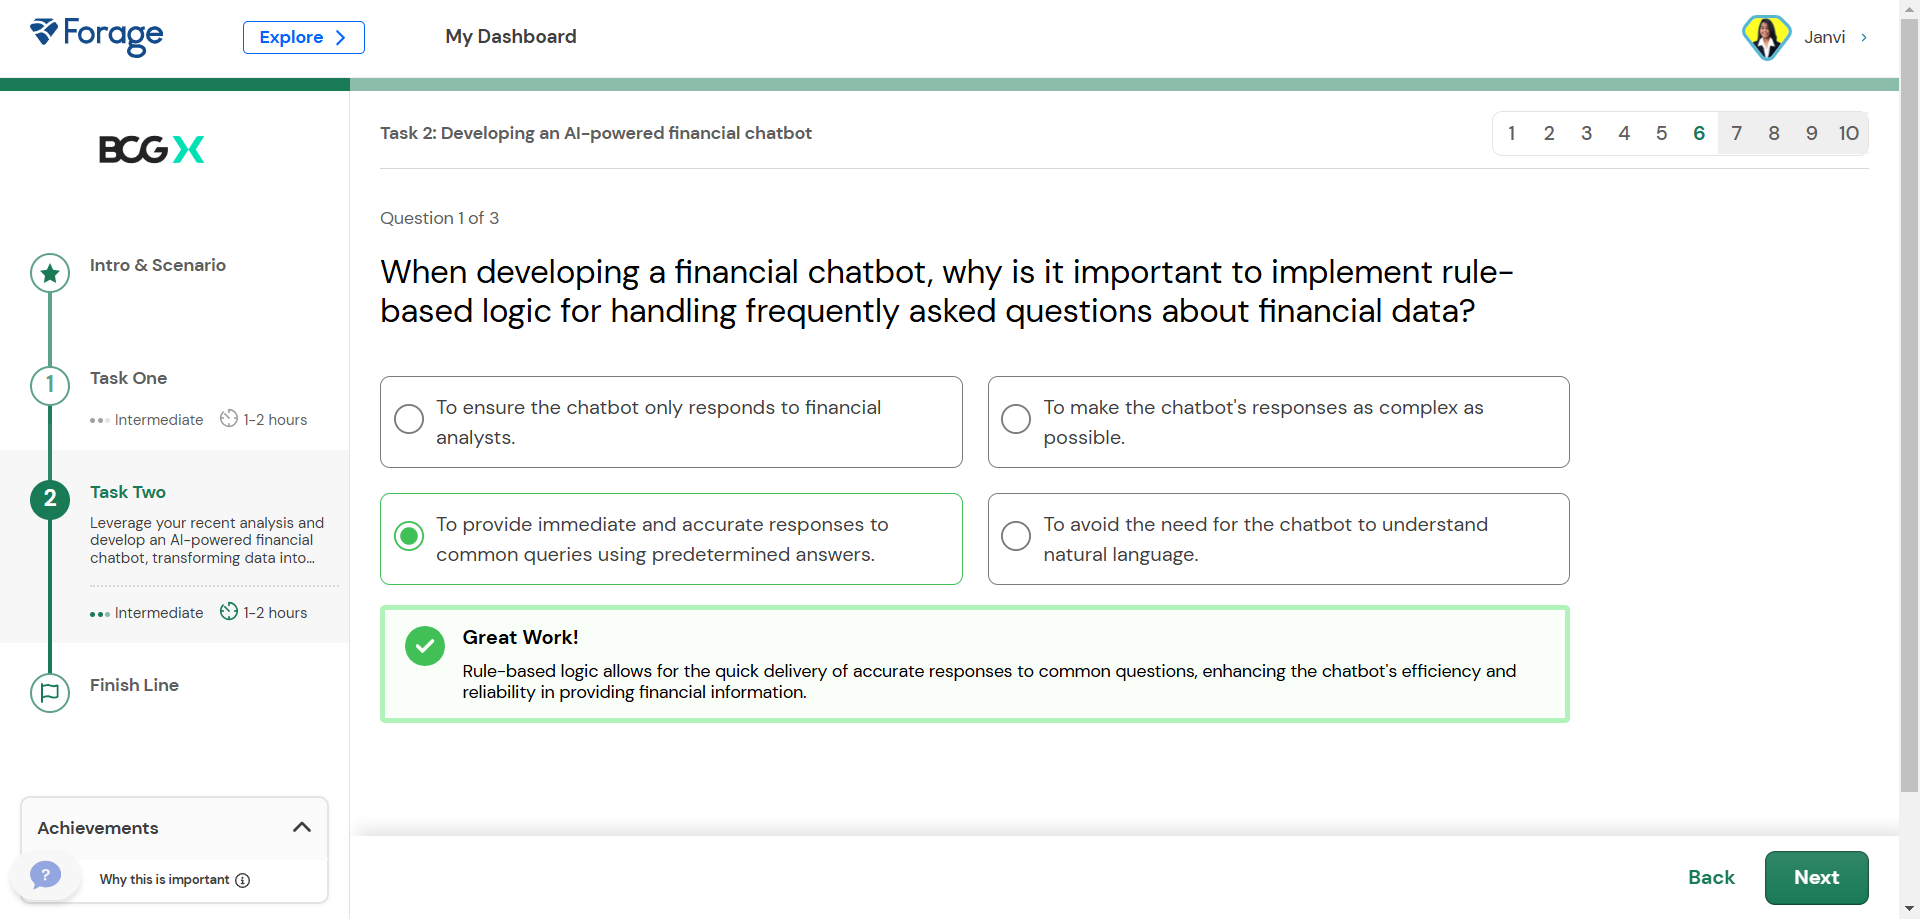 Forage
Explore
My Dashboard
Janvi
BCG X
Task 2: Developing an AI-powered financial chatbot
1 2 3 4 5 6 7 8 9 10
Intro & Scenario
1
Task One
Intermediate
1-2 hours
2
Task Two
Leverage your recent analysis and
develop an AI-powered financial
chatbot, transforming data into...
Intermediate
1-2 hours
Finish Line
Achievements
?
Why this is important
Question 1 of 3
When developing a financial chatbot, why is it important to implement rule-
based logic for handling frequently asked questions about financial data?
To ensure the chatbot only responds to financial
analysts.
To make the chatbot's responses as complex as
possible.
To provide immediate and accurate responses to
common queries using predetermined answers.
To avoid the need for the chatbot to understand
natural language.
Great Work!
Rule-based logic allows for the quick delivery of accurate responses to common questions, enhancing the chatbot's efficiency and
reliability in providing financial information.
Back
Next